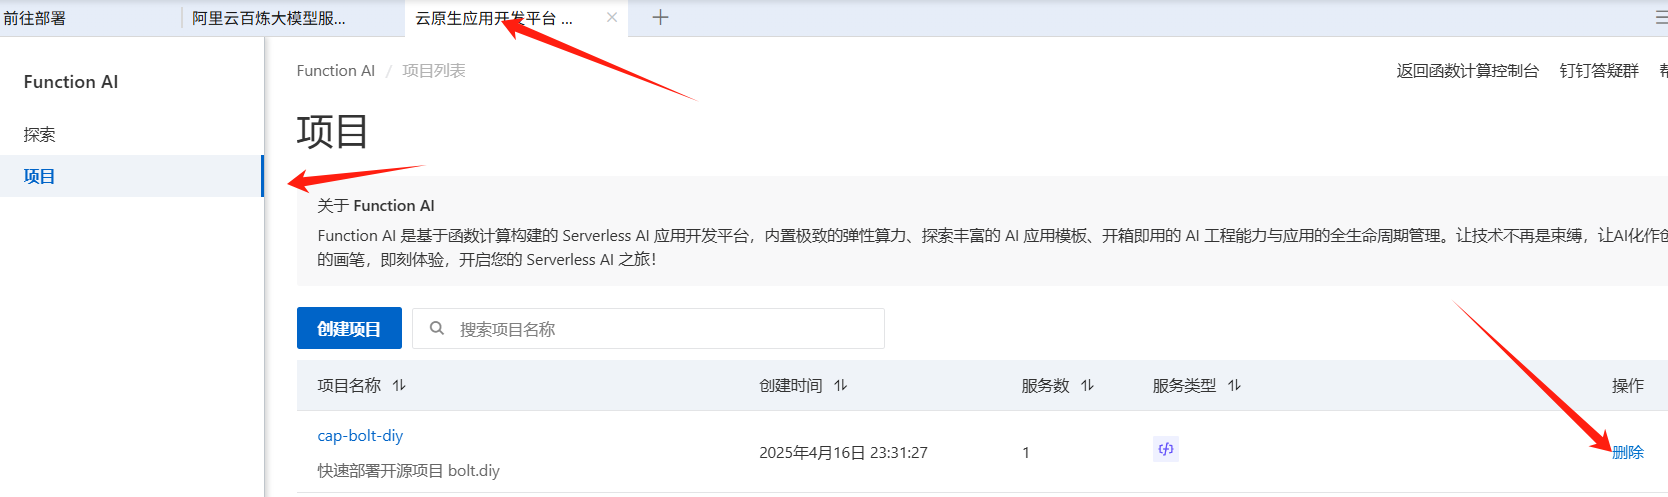 前往部署
阿里云百炼大模型服...
云原生应用开发平台 ...
Function AI
探索
项目
Function AI / 项目列表
返回函数计算控制台
钉钉答疑群
项目
关于 Function AI
Function AI 是基于函数计算构建的 Serverless AI 应用开发平台，内置极致的弹性算力、探索丰富的 AI 应用模板、开箱即用的 AI 工程能力与应用的全生命周期管理。让技术不再是束缚，让AI化作创
的画笔，即刻体验，开启您的 Serverless AI 之旅！
创建项目
搜索项目名称
项目名称 创建时间 服务数 服务类型 操作
cap-bolt-diy
快速部署开源项目 bolt.diy
2025年4月16日 23:31:27
1
删除